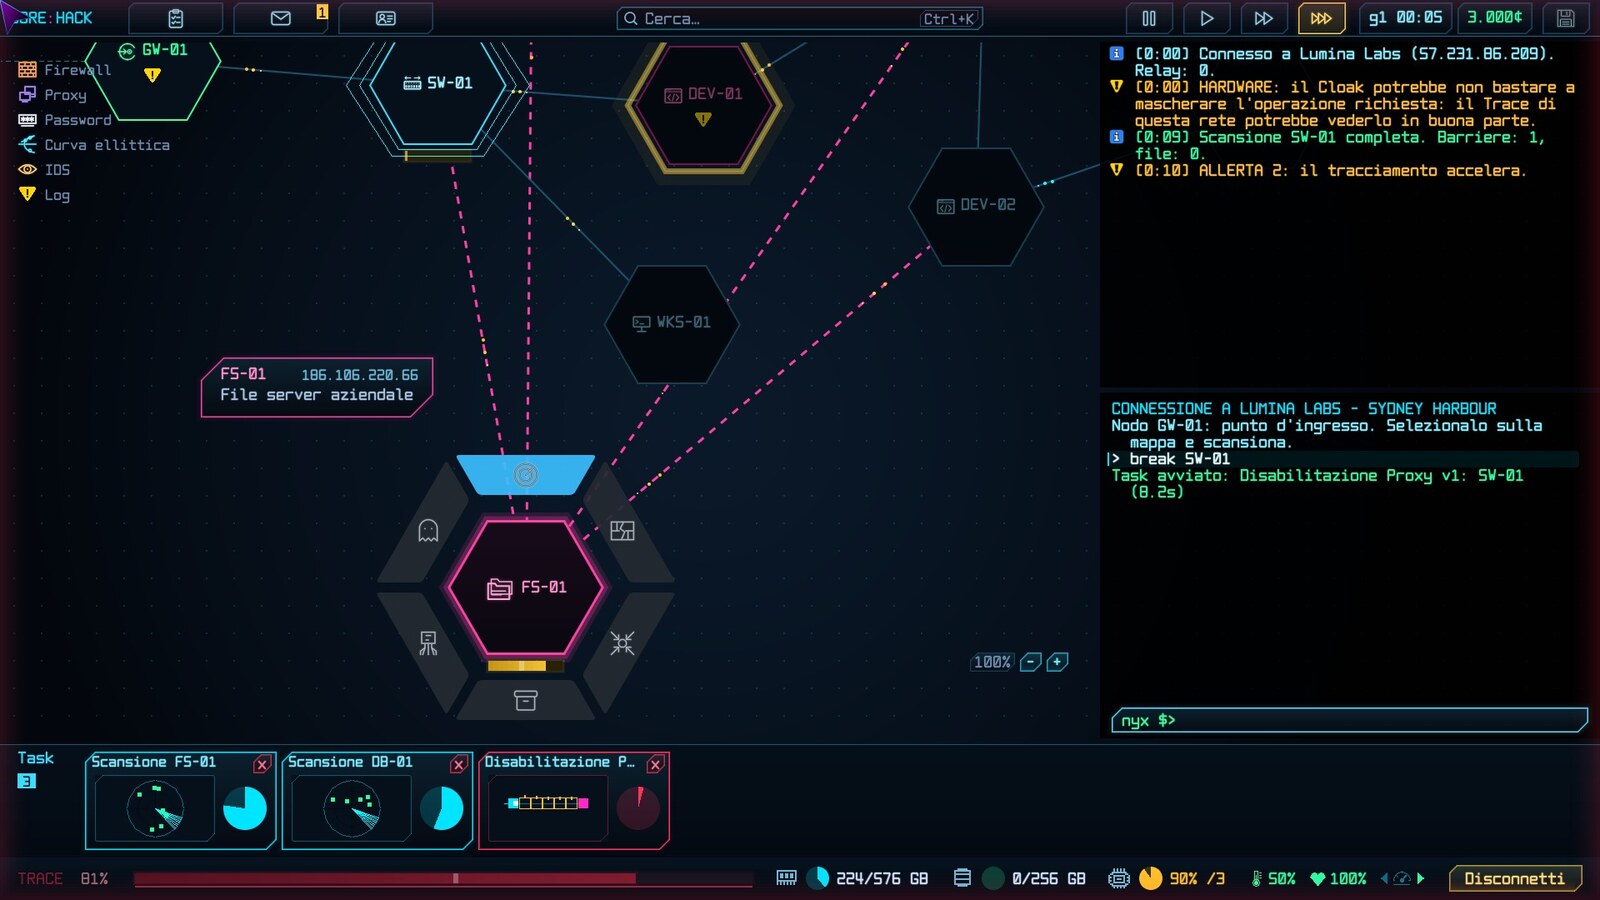 ORE:HACK
1
Cerca...
Ctrl+K
g1 00:05
3.000¢
Firewall
Proxy
Password
Curva ellittica
IDS
Log
GW-01
SW-01
DEV-01
DEV-02
WKS-01
FS-01 186.106.220.66
File server aziendale
FS-01
100%
-
+
[0:00] Connesso a Lumina Labs (57.231.86.209).
Relay: 0.
[0:00] HARDWARE: il Cloak potrebbe non bastare a
mascherare l'operazione richiesta: il Trace di
questa rete potrebbe vederlo in buona parte.
[0:09] Scansione SW-01 completa. Barriere: 1,
file: 0.
[0:10] ALLERTA 2: il tracciamento accelera.
CONNESSIONE A LUMINA LABS - SYDNEY HARBOUR
Nodo GW-01: punto d'ingresso. Selezionalo sulla
mappa e scansiona.
> break SW-01
Task avviato: Disabilitazione Proxy v1: SW-01
(8.2s)
nyx $>
Task
3
Scansione FS-01
Scansione DB-01
Disabilitazione P…
TRACE 81%
224/576 GB
0/256 GB
90% /3
50%
100%
Disconnetti